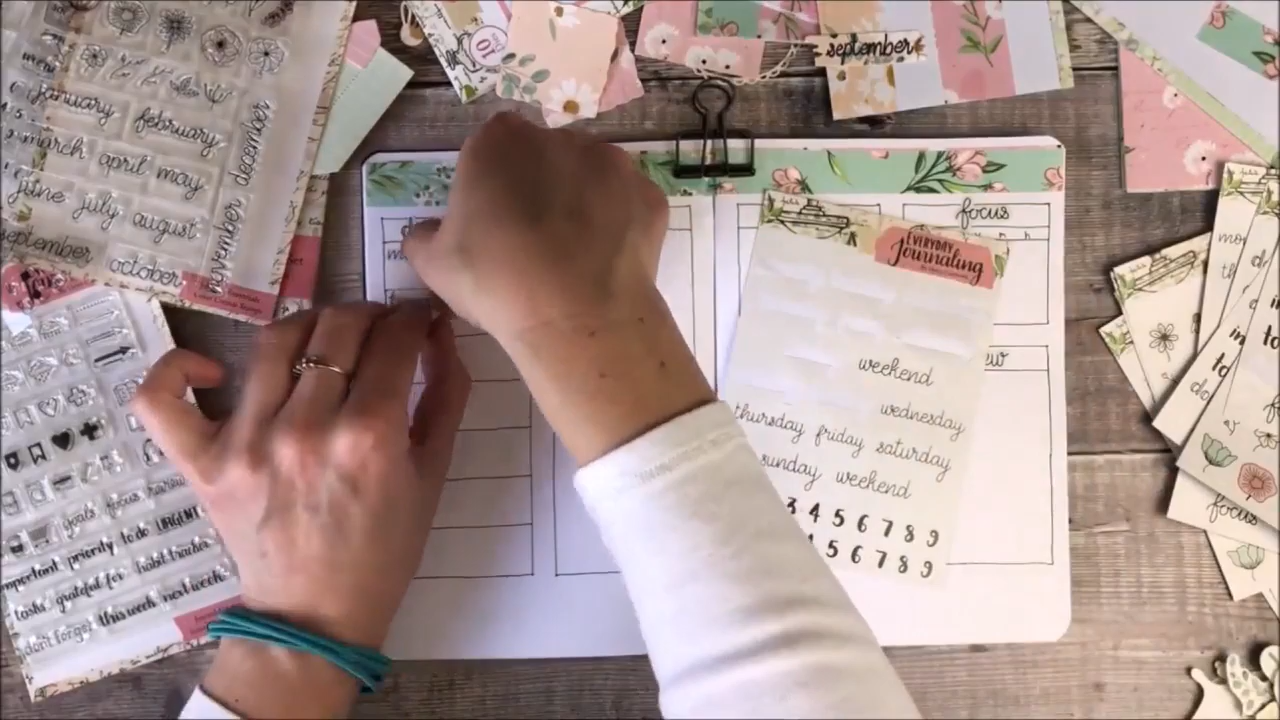 january february
march april may
june july august
september october
november december
goals focus
important priority to do URGENT
tasks grateful for habit tracker
don't forget this week next week
01
september
focus
EVERYDAY
Journaling
weekend
wednesday
thursday friday saturday
sunday weekend
3 4 5 6 7 8 9
5 6 7 8 9
focus